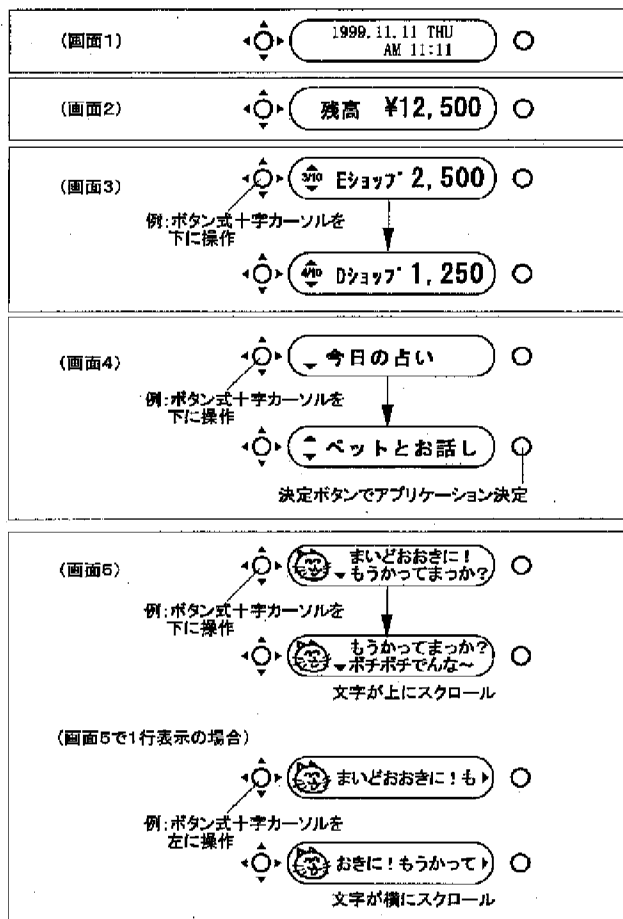 (画面1)
1999.11.11 THU
AM 11:11
(画面2)
残高 ¥12,500
(画面3)
3/10 Eショップ 2,500
例:ボタン式十字カーソルを
下に操作
4/10 Dショップ 1,250
(画面4)
今日の占い
例:ボタン式十字カーソルを
下に操作
ペットとお話し
決定ボタンでアプリケーション決定
(画面5)
まいどおおきに!
もうかってまっか?
例:ボタン式十字カーソルを
下に操作
もうかってまっか?
ボチボチでんな～
文字が上にスクロール
(画面5で1行表示の場合)
まいどおおきに!も
例:ボタン式十字カーソルを
左に操作
おきに!もうかって
文字が横にスクロール